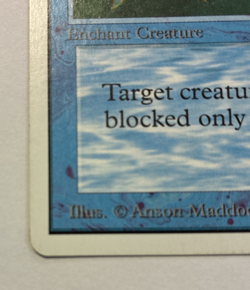 Enchant Creature
Target creatu
blocked only
Illus. © Anson Maddo